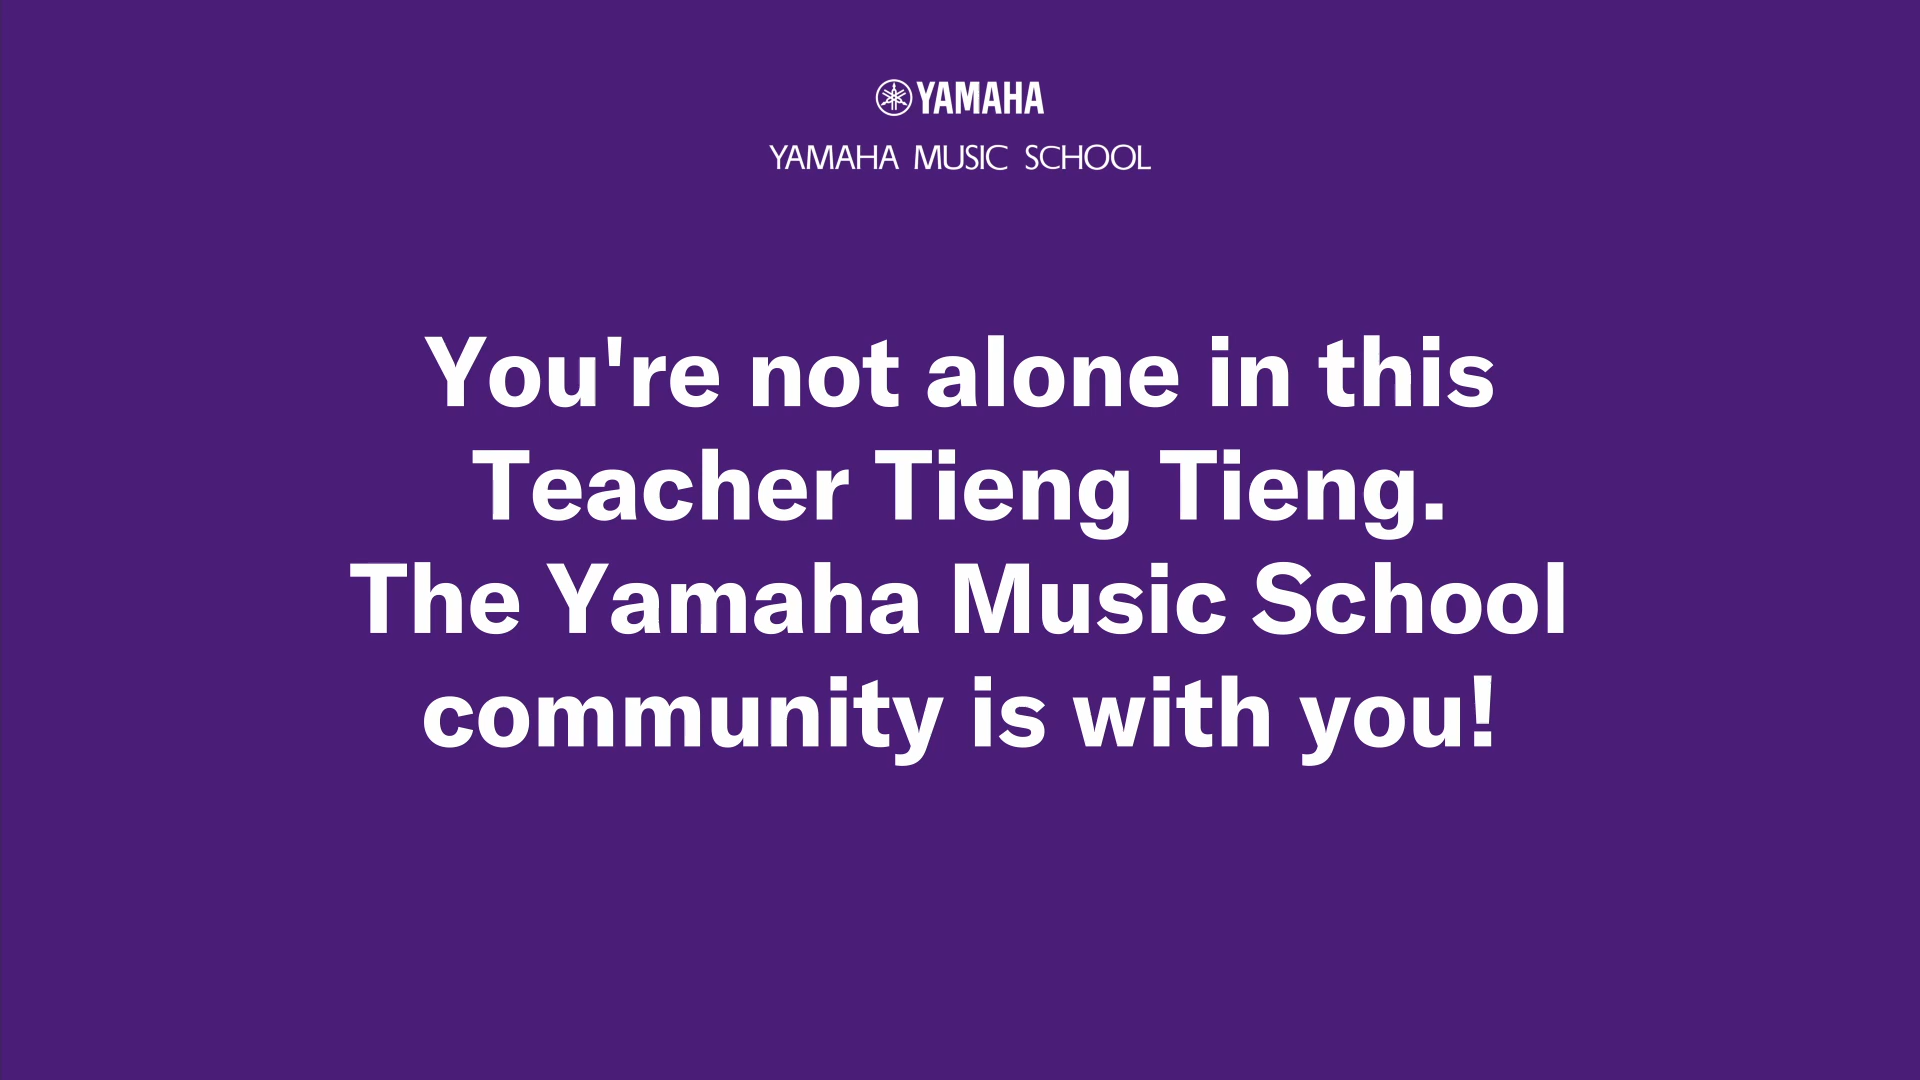 YAMAHA
YAMAHA MUSIC SCHOOL
You're not alone in this
Teacher Tieng Tieng.
The Yamaha Music School
community is with you!